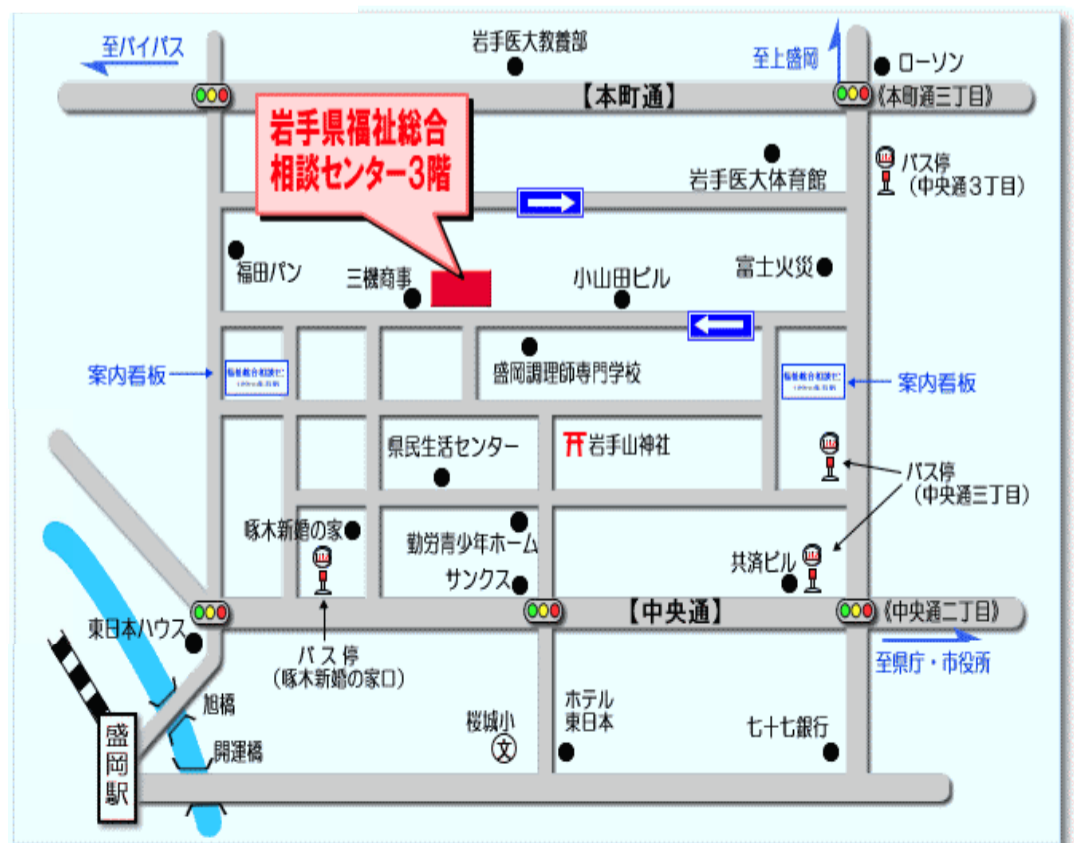 至バイパス
岩手医大教養部
至上盛岡
ローソン
【本町通】
《本町通三丁目》
岩手県福祉総合
相談センター3階
岩手医大体育館
バス停
(中央通3丁目)
福田パン
三機商事
小山田ビル
富士火災
案内看板
盛岡調理師専門学校
案内看板
県民生活センター
岩手山神社
バス停
(中央通三丁目)
啄木新婚の家
勤労青少年ホーム
サンクス
共済ビル
【中央通】
《中央通二丁目》
東日本ハウス
バス停
(啄木新婚の家口)
至県庁・市役所
旭橋
桜城小
文
ホテル
東日本
七十七銀行
開運橋
盛岡駅